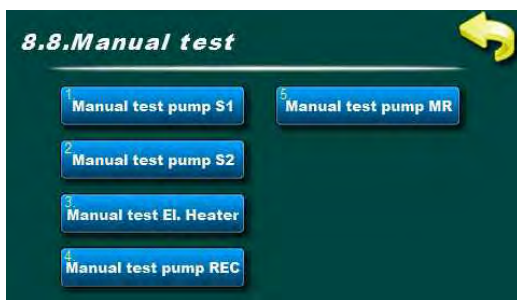 8.8.Manual test
1
Manual test pump S1
2.
Manual test pump S2
3.
Manual test El. Heater
4.
Manual test pump REC
5
Manual test pump MR